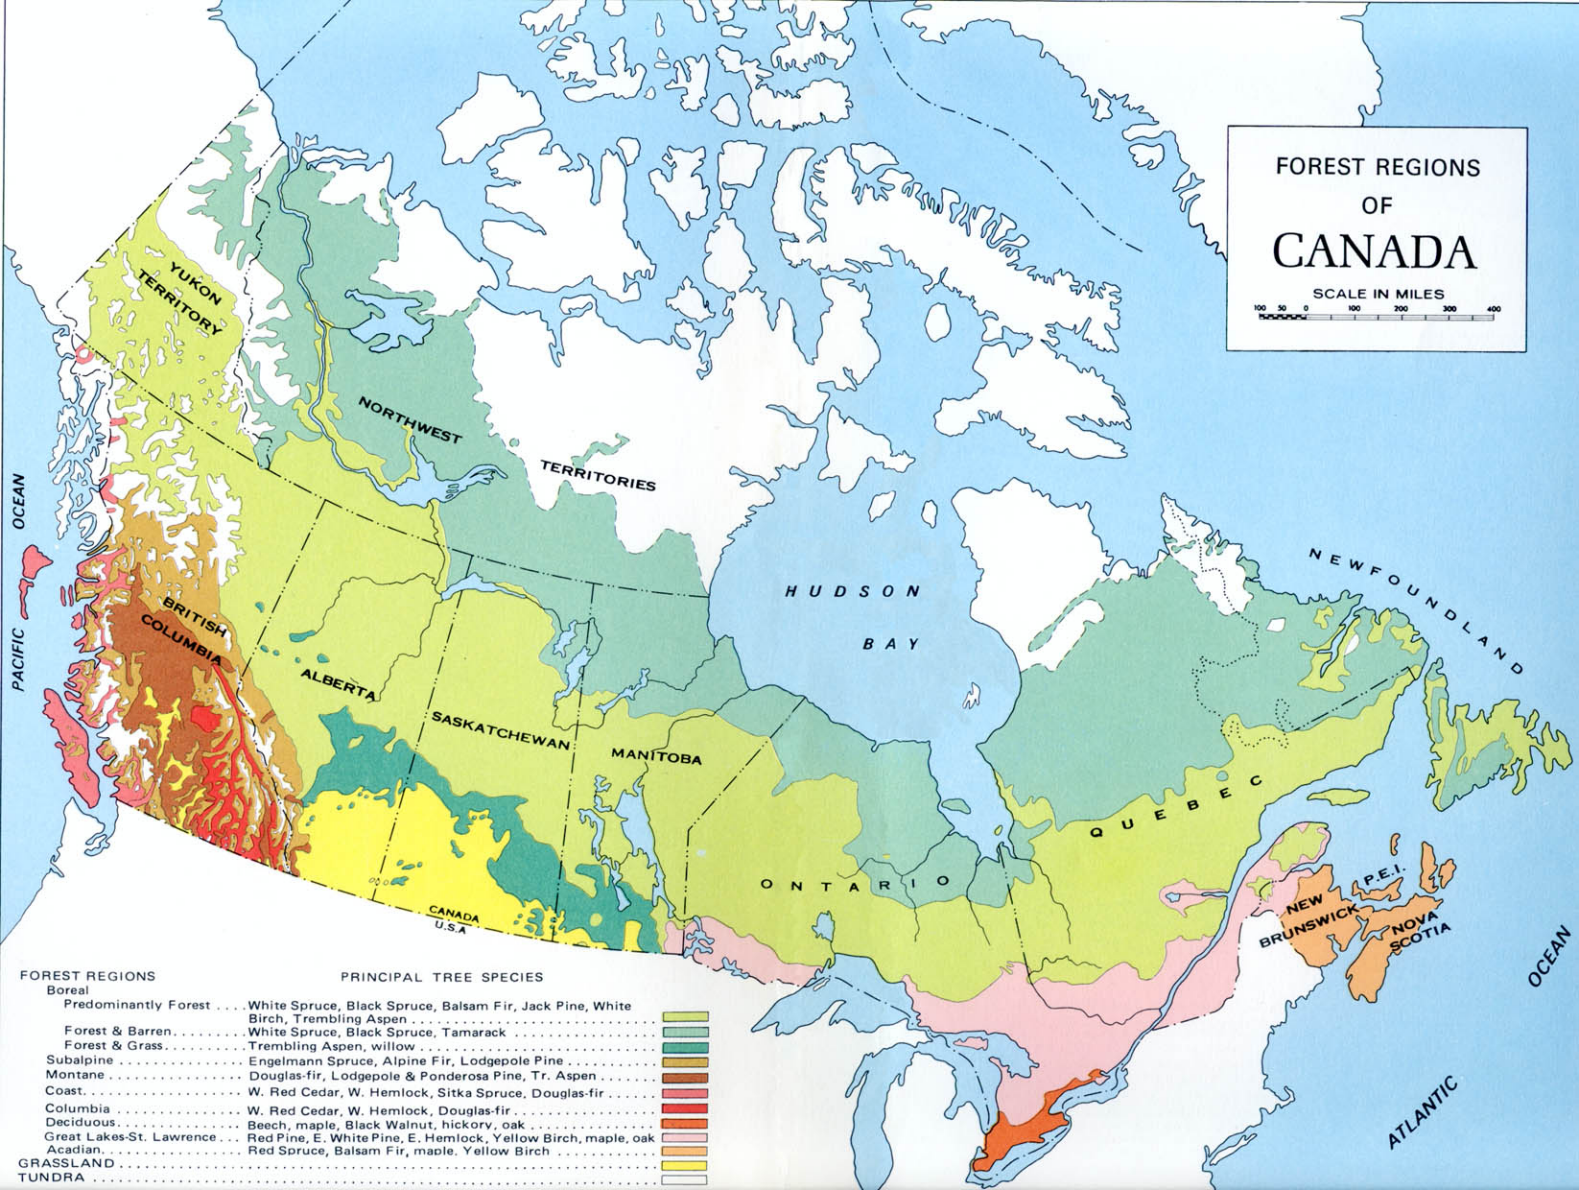 FOREST REGIONS
OF
CANADA
SCALE IN MILES
100 50 0 100 200 300 400
YUKON
TERRITORY
NORTHWEST
TERRITORIES
PACIFIC OCEAN
BRITISH
COLUMBIA
ALBERTA
SASKATCHEWAN
MANITOBA
HUDSON
BAY
NEWFOUNDLAND
QUEBEC
ONTARIO
CANADA
U.S.A
NEW
BRUNSWICK
P.E.I.
NOVA
SCOTIA
ATLANTIC OCEAN
FOREST REGIONS PRINCIPAL TREE SPECIES
Boreal
Predominantly Forest .... White Spruce, Black Spruce, Balsam Fir, Jack Pine, White
Birch, Trembling Aspen
Forest & Barren. White Spruce, Black Spruce, Tamarack
Forest & Grass. Trembling Aspen, willow
Subalpine Engelmann Spruce, Alpine Fir, Lodgepole Pine
Montane Douglas-fir, Lodgepole & Ponderosa Pine, Tr. Aspen
Coast. W. Red Cedar, W. Hemlock, Sitka Spruce, Douglas-fir
Columbia W. Red Cedar, W. Hemlock, Douglas-fir
Deciduous Beech, maple, Black Walnut, hickory, oak
Great Lakes-St. Lawrence ... Red Pine, E. White Pine, E. Hemlock, Yellow Birch, maple, oak
Acadian. Red Spruce, Balsam Fir, maple. Yellow Birch
GRASSLAND
TUNDRA